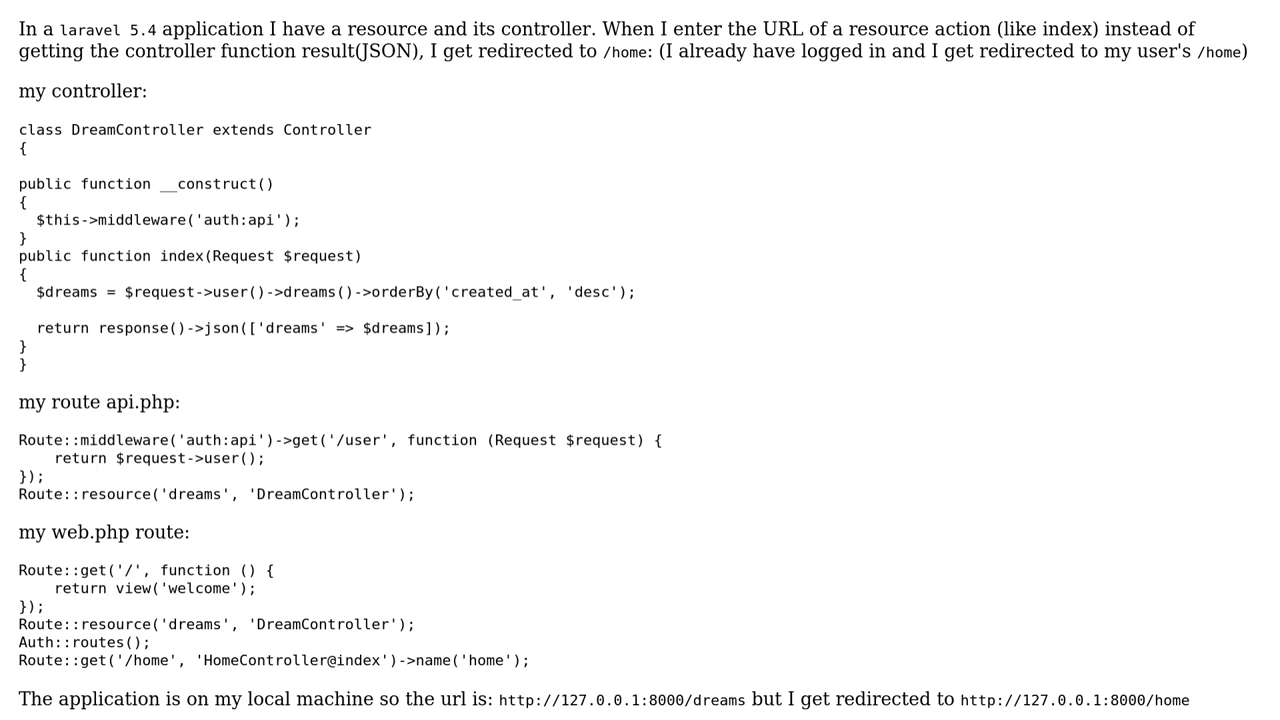 In a laravel 5.4 application I have a resource and its controller. When I enter the URL of a resource action (like index) instead of
getting the controller function result(JSON), I get redirected to /home: (I already have logged in and I get redirected to my user's /home)
my controller:
class DreamController extends Controller
{
public function __construct()
{
  $this->middleware('auth:api');
}
public function index(Request $request)
{
  $dreams = $request->user()->dreams()->orderBy('created_at', 'desc');
  return response()->json(['dreams' => $dreams]);
}
}
my route api.php:
Route::middleware('auth:api')->get('/user', function (Request $request) {
    return $request->user();
});
Route::resource('dreams', 'DreamController');
my web.php route:
Route::get('/', function () {
    return view('welcome');
});
Route::resource('dreams', 'DreamController');
Auth::routes();
Route::get('/home', 'HomeController@index')->name('home');
The application is on my local machine so the url is: http://127.0.0.1:8000/dreams but I get redirected to http://127.0.0.1:8000/home